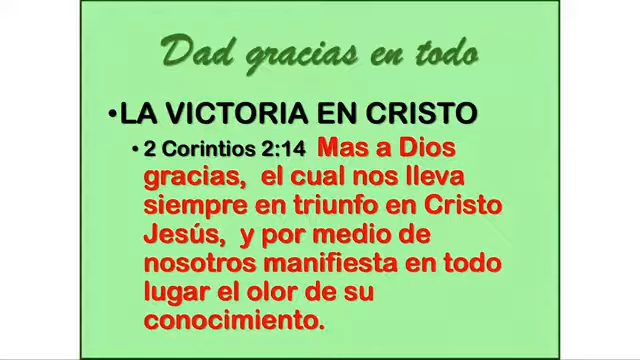 Dad gracias en todo
•LA VICTORIA EN CRISTO
• 2 Corintios 2:14 Mas a Dios
gracias, el cual nos lleva
siempre en triunfo en Cristo
Jesús, y por medio de
nosotros manifiesta en todo
lugar el olor de su
conocimiento.